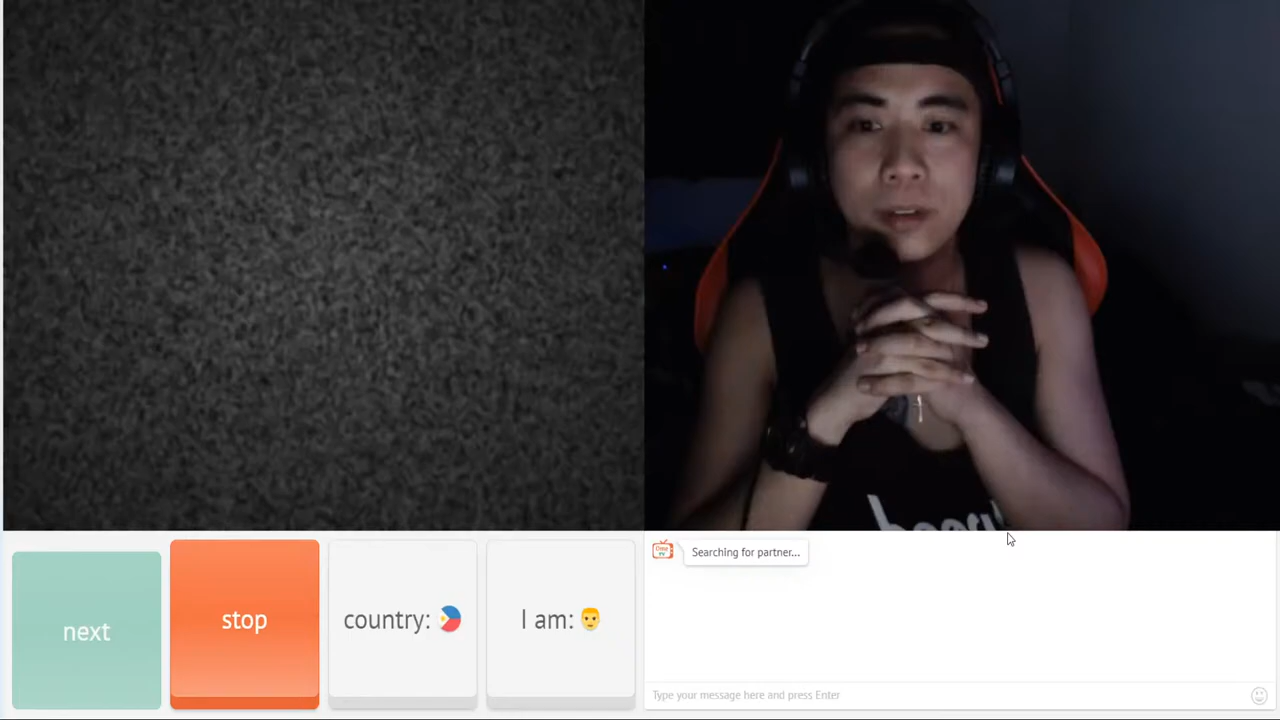 next
stop
country:
I am:
Searching for partner...
Type your message here and press Enter